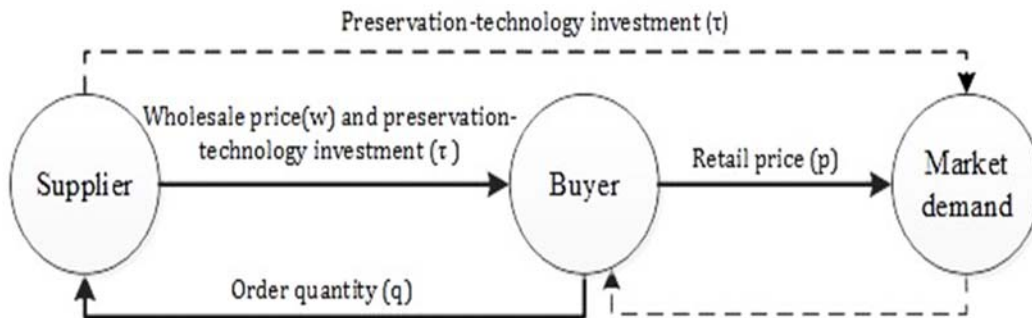 Preservation-technology investment (τ)
Wholesale price(w) and preservation-
technology investment (τ )
Supplier
Buyer
Retail price (p)
Market
demand
Order quantity (q)